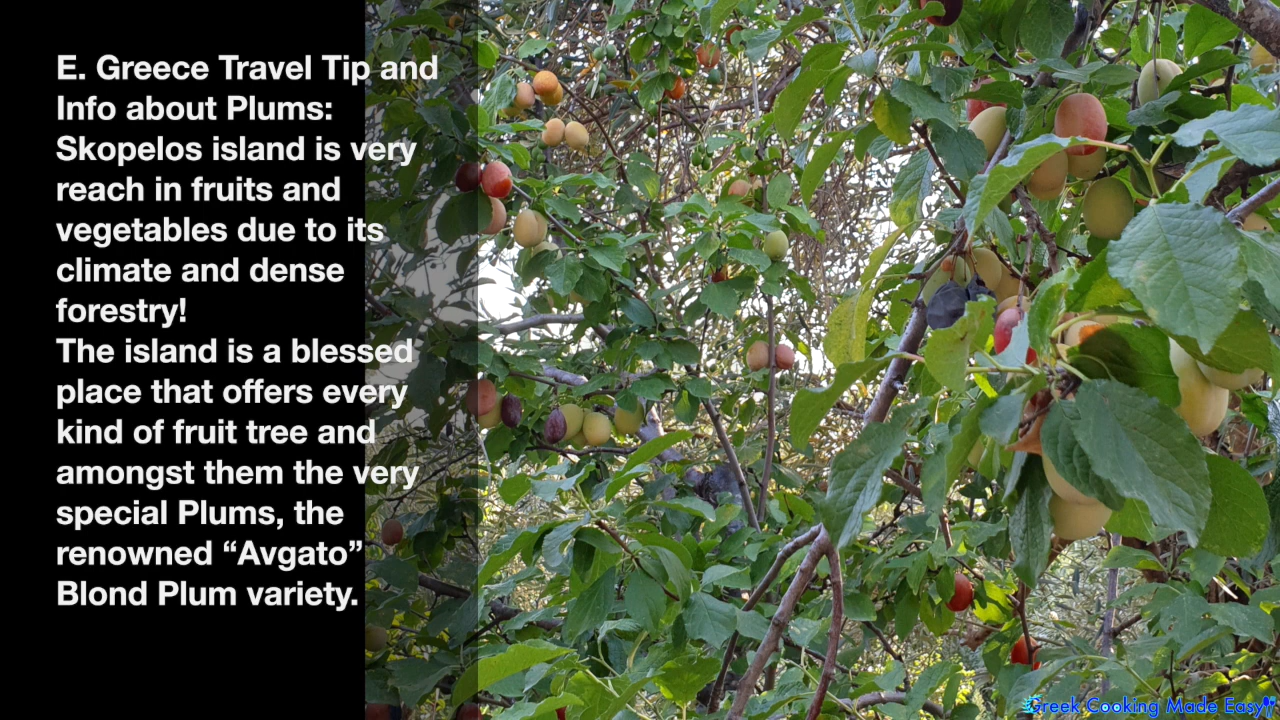 E. Greece Travel Tip and
Info about Plums:
Skopelos island is very
reach in fruits and
vegetables due to its
climate and dense
forestry!
The island is a blessed
place that offers every
kind of fruit tree and
amongst them the very
special Plums, the
renowned “Avgato”
Blond Plum variety.
Greek Cooking Made Easy